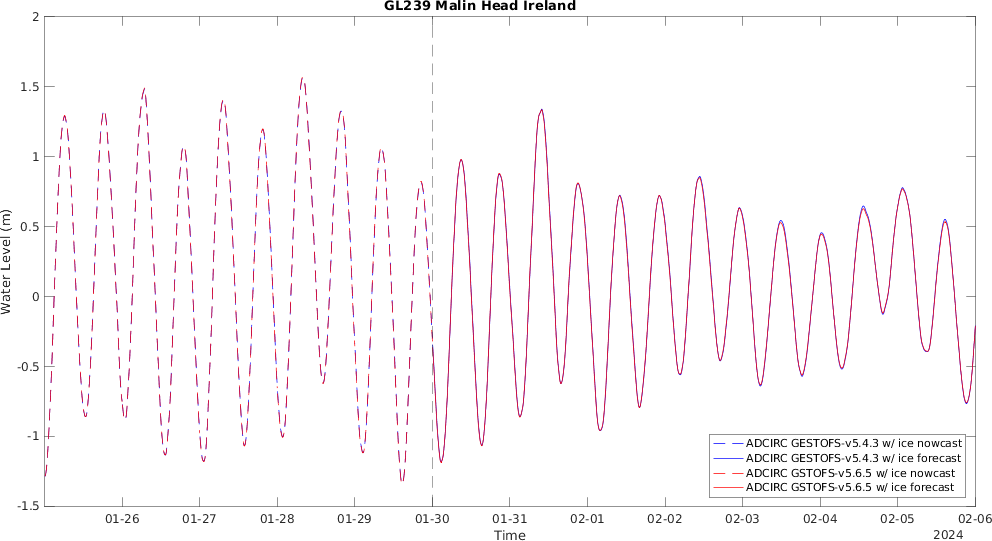 GL239 Malin Head Ireland
2
1.5
1
0.5
0
-0.5
-1
-1.5
Water Level (m)
ADCIRC GESTOFS-v5.4.3 w/ ice nowcast
ADCIRC GESTOFS-v5.4.3 w/ ice forecast
ADCIRC GSTOFS-v5.6.5 w/ ice nowcast
ADCIRC GSTOFS-v5.6.5 w/ ice forecast
01-26 01-27 01-28 01-29 01-30 01-31 02-01 02-02 02-03 02-04 02-05 02-06
Time 2024